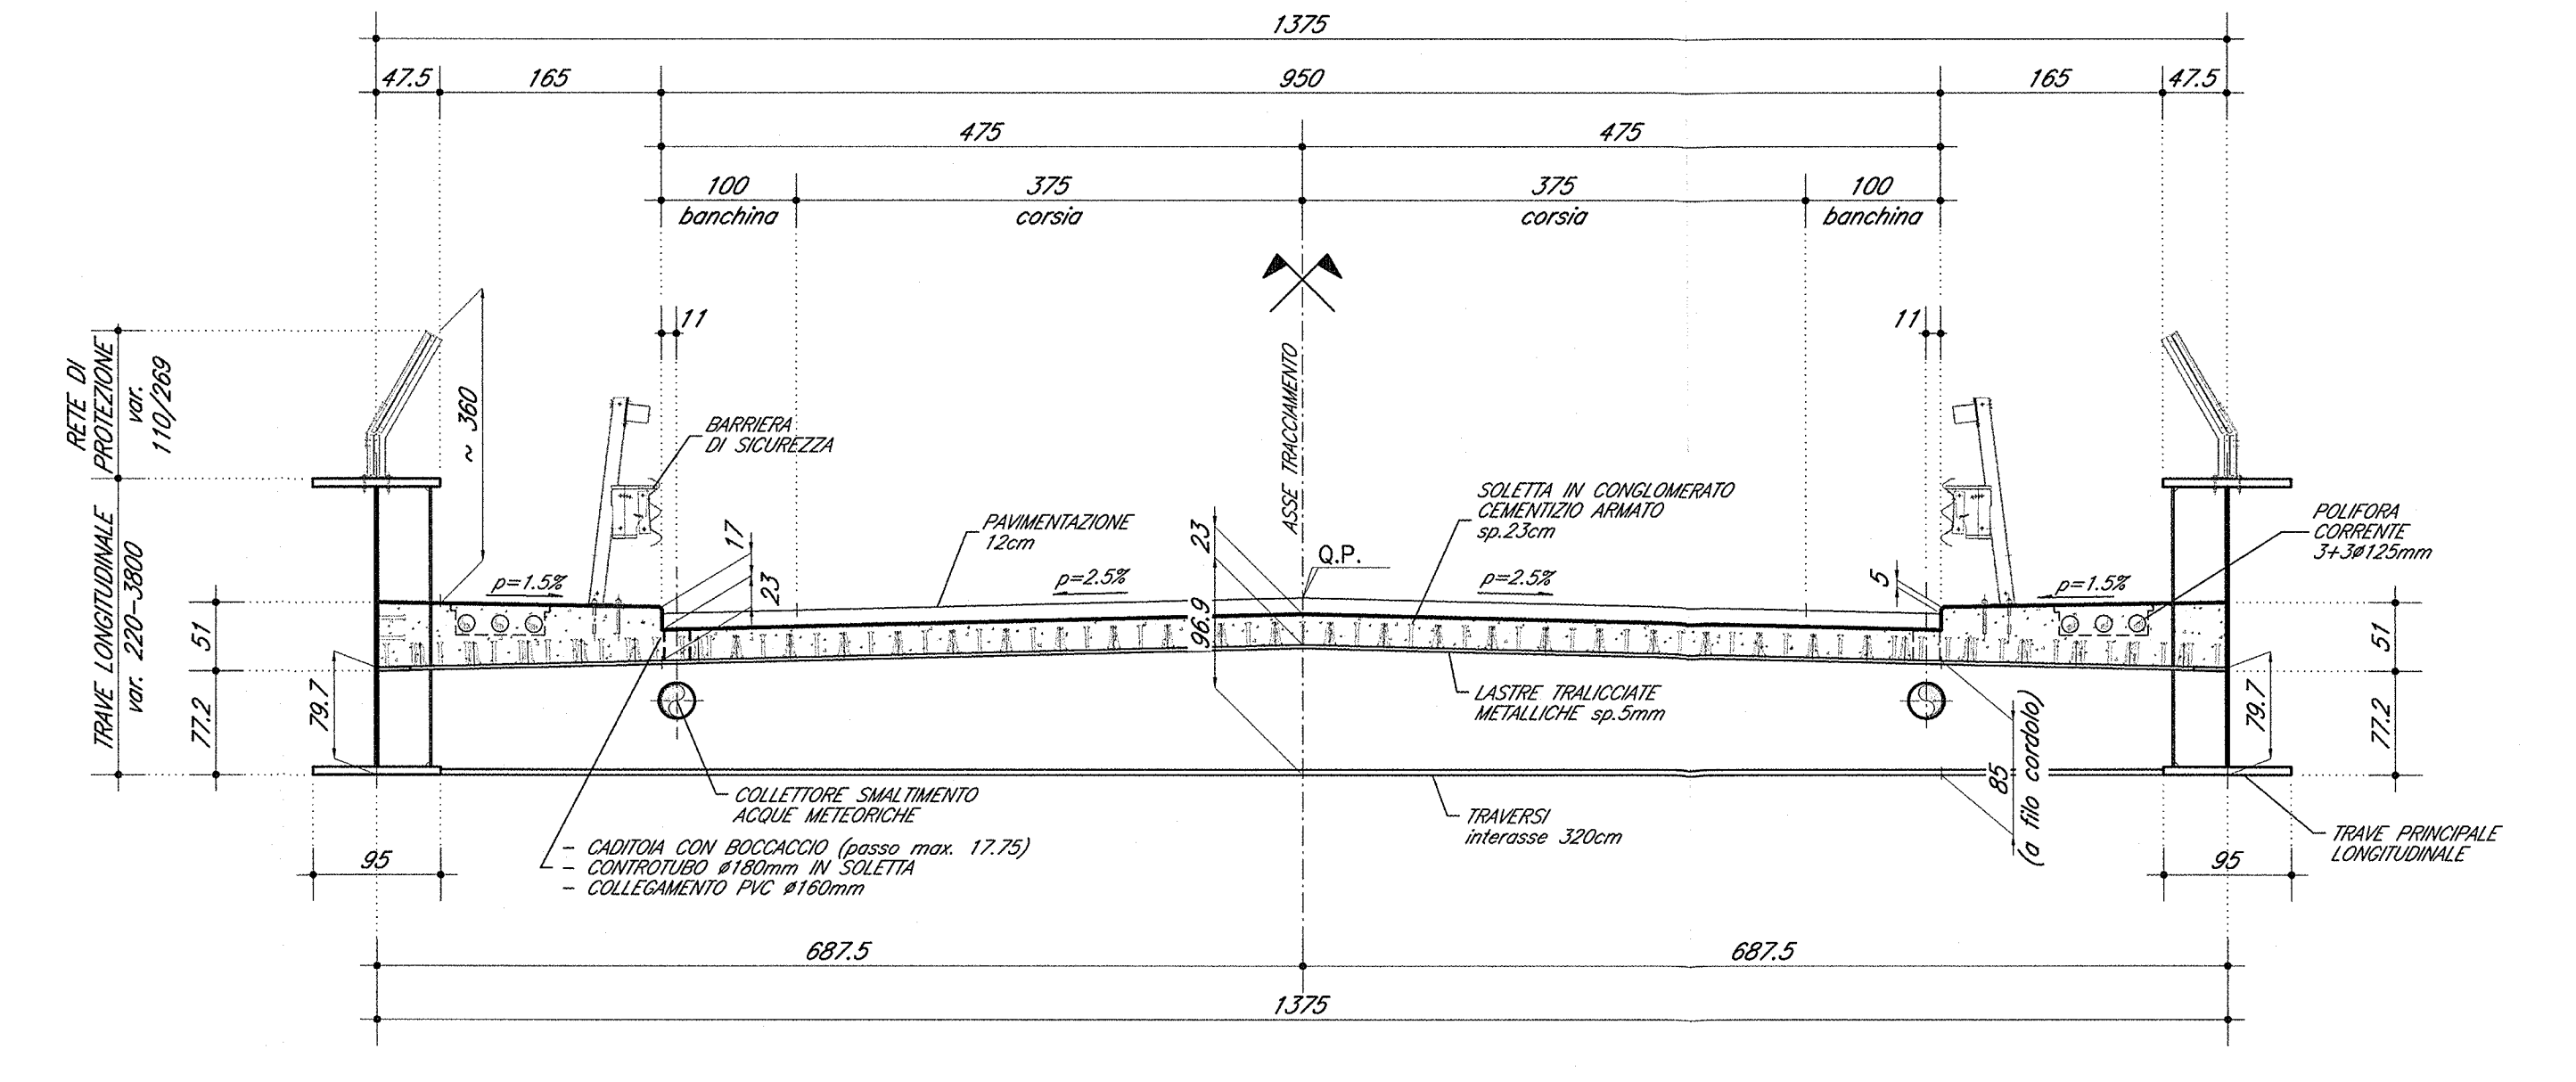 1375
47.5 165 950 165 47.5
475 475
100 375 375 100
banchina corsia corsia banchina
11 11
RETE DI
PROTEZIONE
var.
110/269
~ 360
BARRIERA
DI SICUREZZA
ASSE TRACCIAMENTO
SOLETTA IN CONGLOMERATO
CEMENTIZIO ARMATO
sp.23cm
PAVIMENTAZIONE
12cm
POLIFORA
CORRENTE
3+3ø125mm
TRAVE LONGITUDINALE
var. 220-3800
17
23
23
96.9
Q.P.
5
p=1.5% p=2.5% p=2.5% p=1.5%
51
77.2
79.7
51
77.2
79.7
LASTRE TRALICCIATE
METALLICHE sp.5mm
85
(a filo cordolo)
COLLETTORE SMALTIMENTO
ACQUE METEORICHE
TRAVERSI
interasse 320cm
TRAVE PRINCIPALE
LONGITUDINALE
- CADITOIA CON BOCCACCIO (passo max. 17.75)
- CONTROTUBO ø180mm IN SOLETTA
- COLLEGAMENTO PVC ø160mm
95 95
687.5 687.5
1375